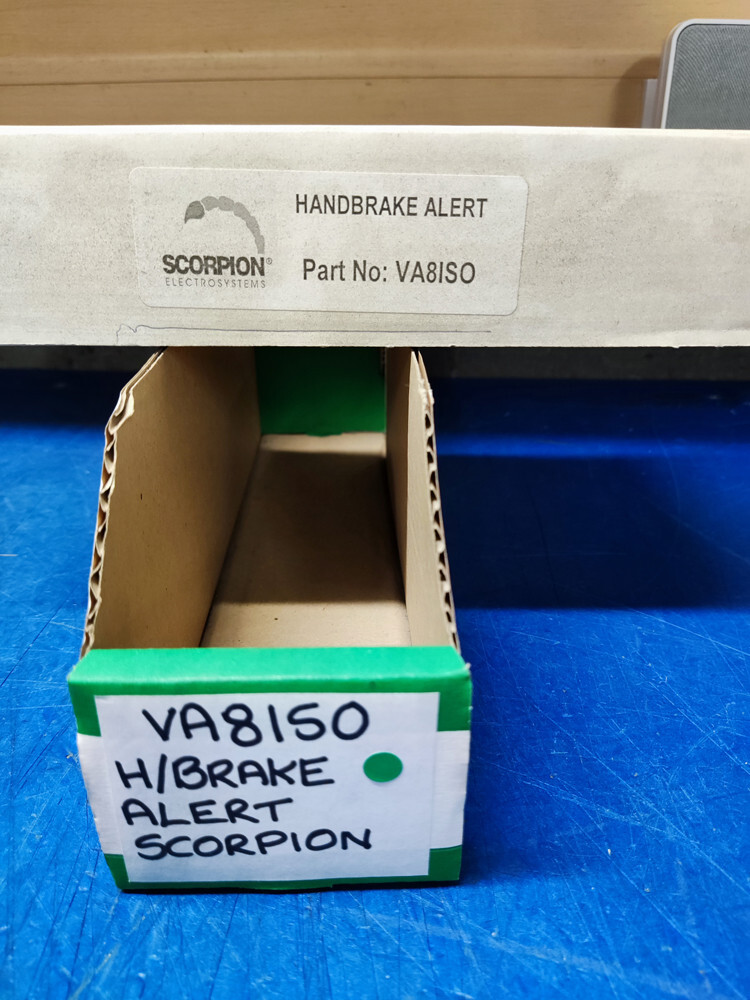 HANDBRAKE ALERT
SCORPION®
ELECTROSYSTEMS
Part No: VA8ISO
VA8ISO
H/BRAKE
ALERT
SCORPION